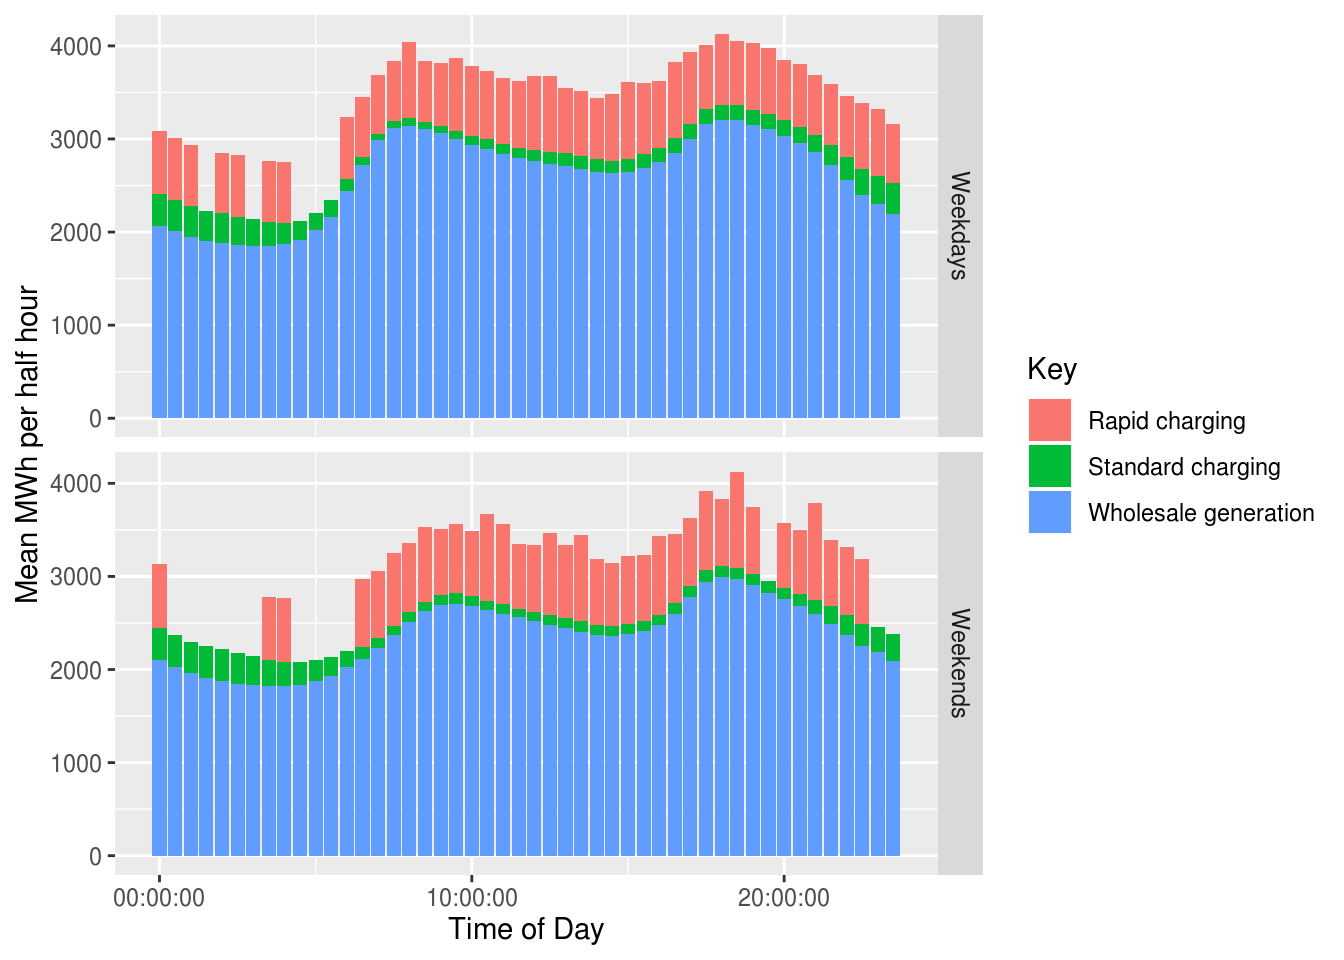 4000
3000
2000
1000
0
Weekdays
4000
3000
2000
1000
0
Weekends
Mean MWh per half hour
00:00:00 10:00:00 20:00:00
Time of Day
Key
Rapid charging
Standard charging
Wholesale generation